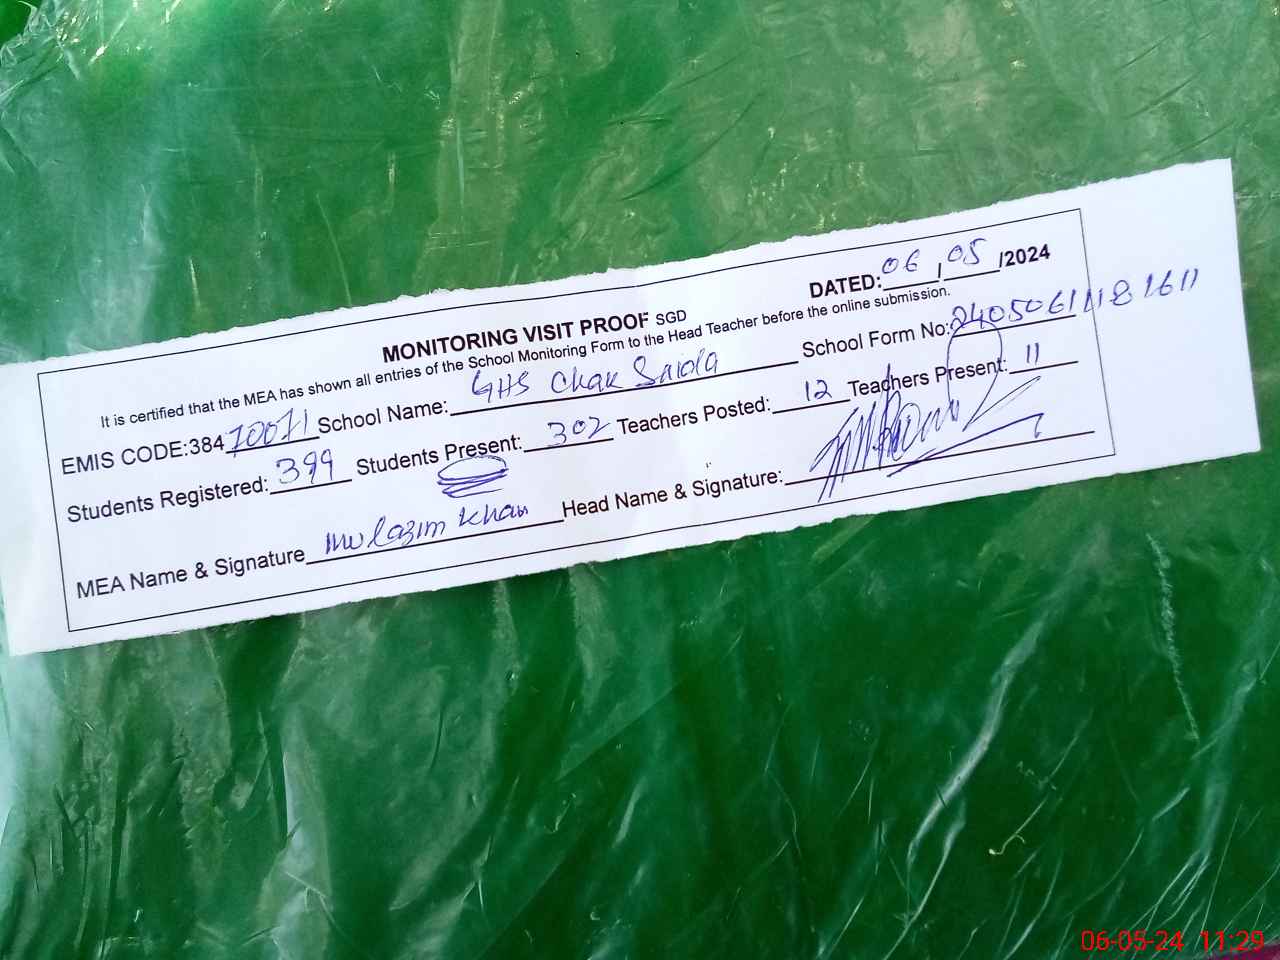 MONITORING VISIT PROOF SGD DATED: 06/05/2024
It is certified that the MEA has shown all entries of the School Monitoring Form to the Head Teacher before the online submission.
EMIS CODE:384 10071 School Name: GHS Chak Saida School Form No: 24050611181611
Students Registered: 399 Students Present: 302 Teachers Posted: 12 Teachers Present: 11
MEA Name & Signature Mulazim Khan Head Name & Signature:
06-05-24 11:29